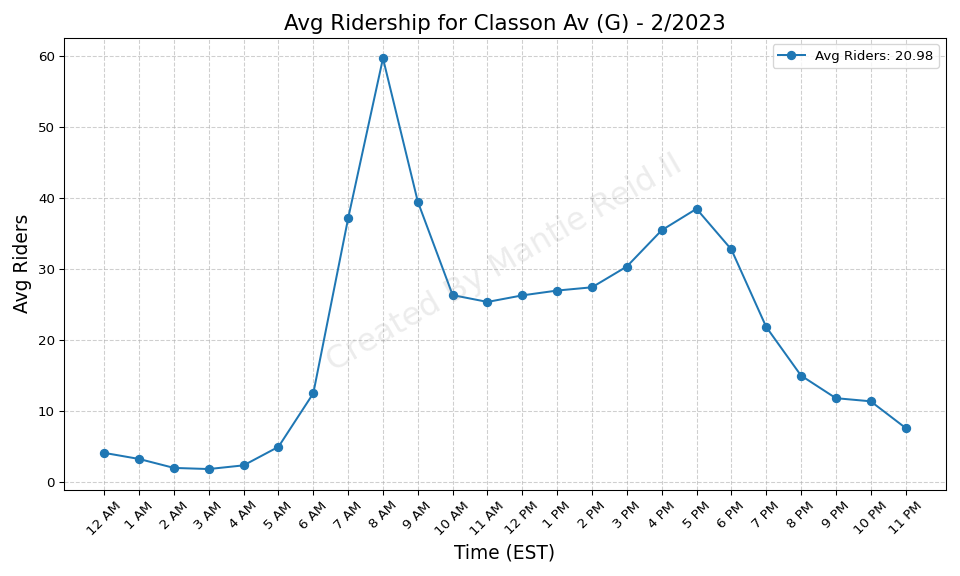 Avg Ridership for Classon Av (G) - 2/2023
Avg Riders: 20.98
Avg Riders
60
50
40
30
20
10
0
Created By Mantie Reid II
12 AM
1 AM
2 AM
3 AM
4 AM
5 AM
6 AM
7 AM
8 AM
9 AM
10 AM
11 AM
12 PM
1 PM
2 PM
3 PM
4 PM
5 PM
6 PM
7 PM
8 PM
9 PM
10 PM
11 PM
Time (EST)